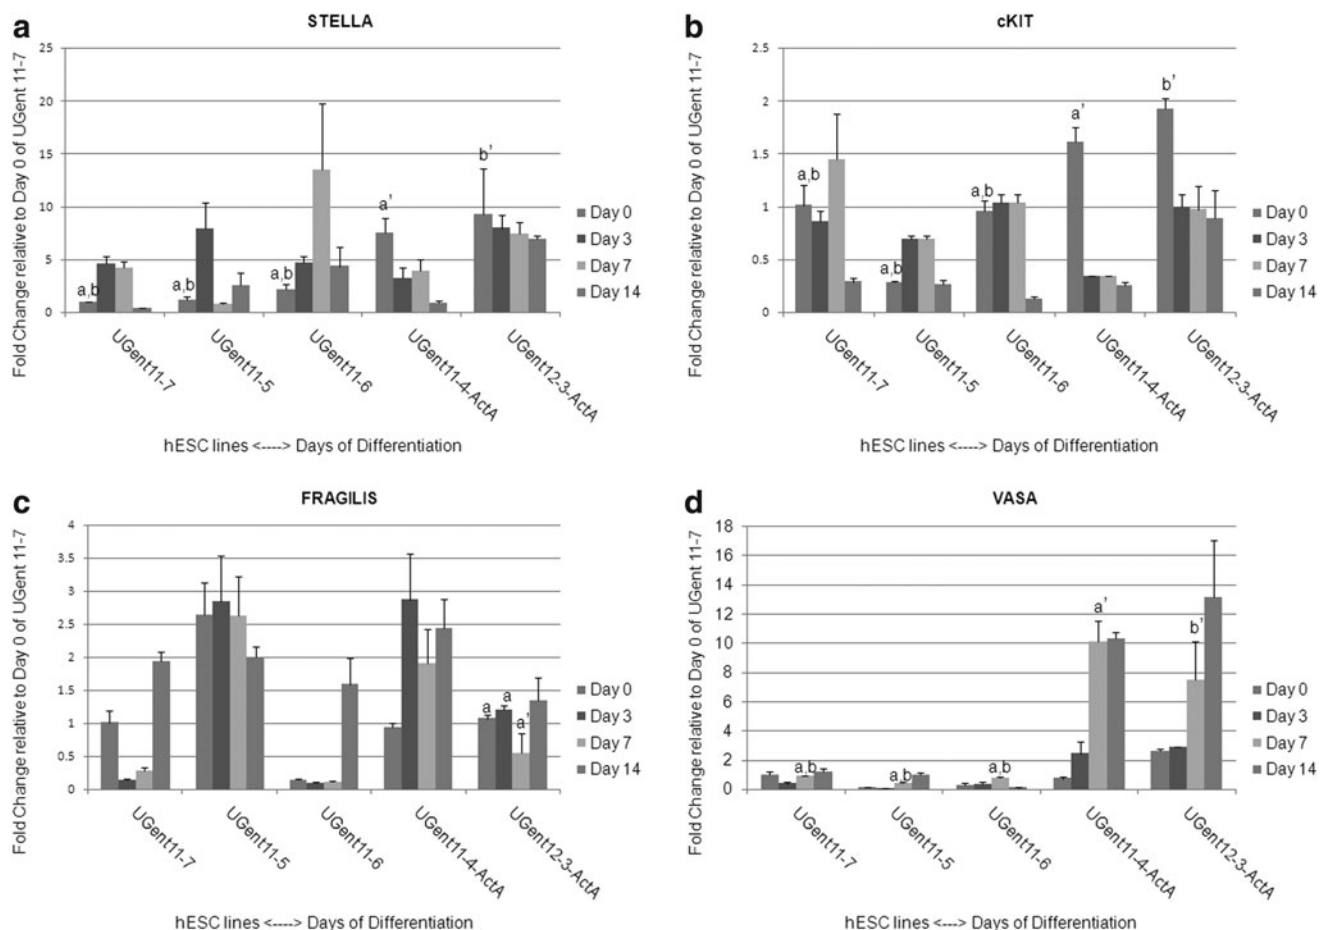 a
STELLA
Fold Change relative to Day 0 of UGent 11-7
25
20
15
10
5
0
a,b
a,b
a,b
a’
b’
Day 0
Day 3
Day 7
Day 14
UGent11-7
UGent11-5
UGent11-6
UGent11-4-ActA
UGent12-3-ActA
hESC lines <----> Days of Differentiation
b
cKIT
Fold Change relative to Day 0 of UGent 11-7
2.5
2
1.5
1
0.5
0
a,b
a,b
a,b
a’
b’
Day 0
Day 3
Day 7
Day 14
UGent11-7
UGent11-5
UGent11-6
UGent11-4-ActA
UGent12-3-ActA
hESC lines <----> Days of Differentiation
c
FRAGILIS
Fold Change relative to Day 0 of UGent 11-7
4
3.5
3
2.5
2
1.5
1
0.5
0
a
a
a’
Day 0
Day 3
Day 7
Day 14
UGent11-7
UGent11-5
UGent11-6
UGent11-4-ActA
UGent12-3-ActA
hESC lines <----> Days of Differentiation
d
VASA
Fold Change relative to Day 0 of UGent 11-7
18
16
14
12
10
8
6
4
2
0
a,b
a,b
a,b
a’
b’
Day 0
Day 3
Day 7
Day 14
UGent11-7
UGent11-5
UGent11-6
UGent11-4-ActA
UGent12-3-ActA
hESC lines <----> Days of Differentiation